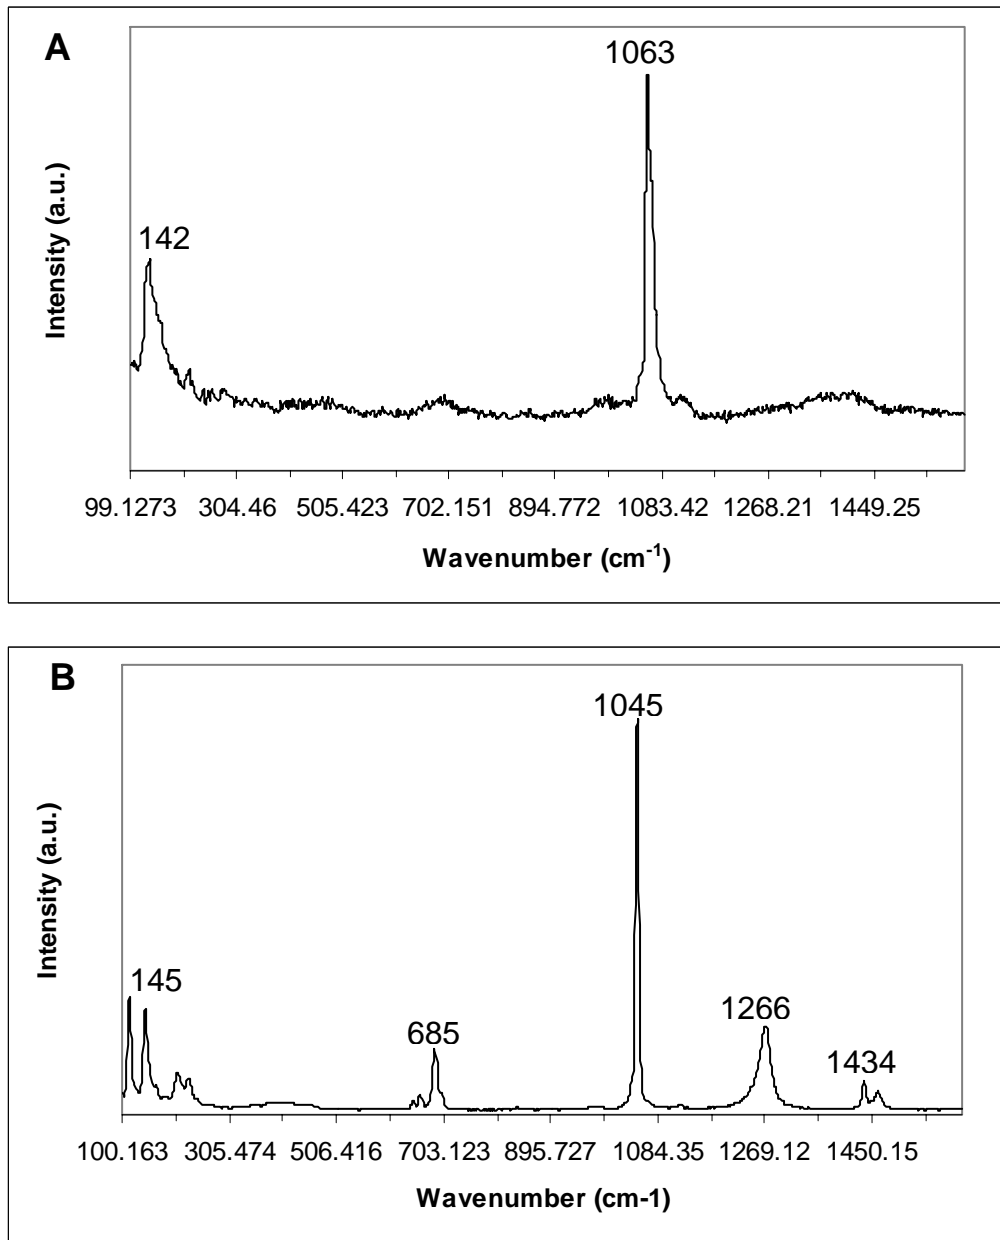 A
1063
142
Intensity (a.u.)
99.1273 304.46 505.423 702.151 894.772 1083.42 1268.21 1449.25
Wavenumber (cm-1)
B
1045
145
685
1266
1434
Intensity (a.u.)
100.163 305.474 506.416 703.123 895.727 1084.35 1269.12 1450.15
Wavenumber (cm-1)